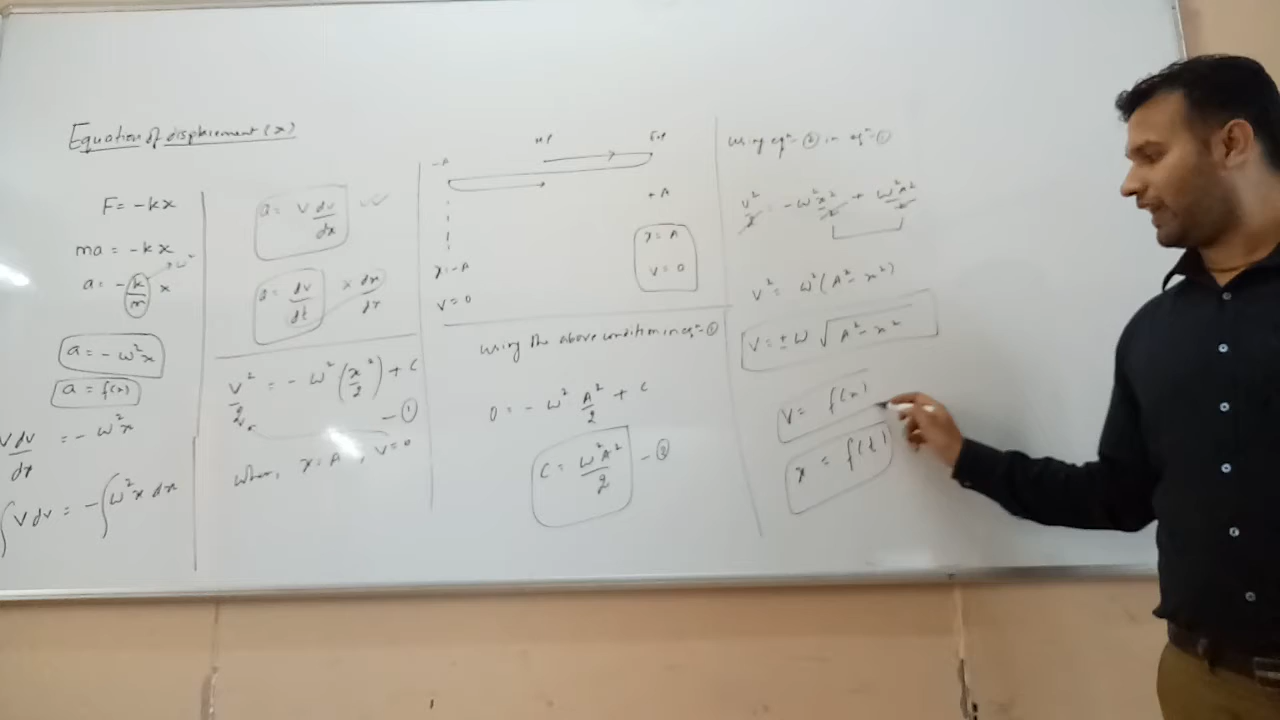 Equation of displacement (x)
F = -kx
ma = -kx
a = -k/m x → ω²
a = -ω²x
a = f(x)
v dv/dx = -ω²x
∫v dv = -∫ω²x dx
a = v dv/dx
a = dv/dt × dx/dx
v²/2 = -ω²(x²/2) + C
- ①
when, x = A, v = 0
-A
M.P
E.P
+A
x = A
v = 0
x = -A
v = 0
using the above condition in eqn - ①
0 = -ω² A²/2 + C
C = ω²A²/2 - ②
using eqn - ② in eqn - ①
v²/2 = -ω²x²/2 + ω²A²/2
v² = ω²(A² - x²)
v = ± ω √A² - x²
v = f(x)
x = f(t)